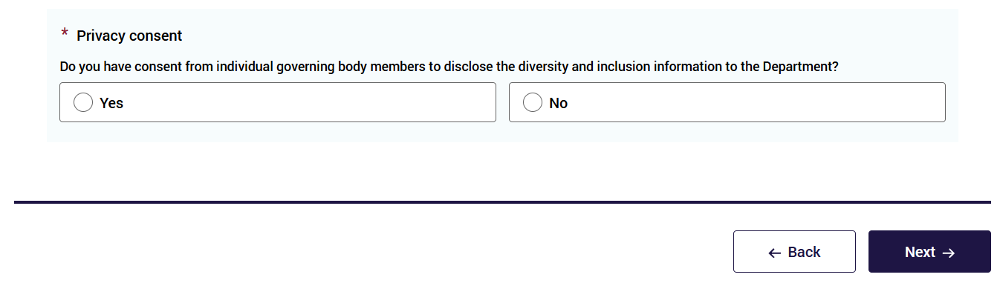 * Privacy consent
Do you have consent from individual governing body members to disclose the diversity and inclusion information to the Department?
Yes
No
← Back
Next →